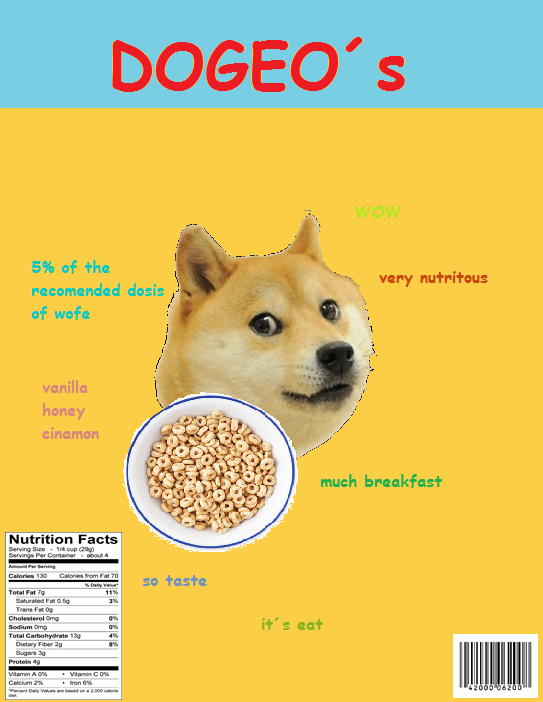 DOGEO´s
WOW
5% of the
recomended dosis
of wofe
very nutritous
vanilla
honey
cinamon
much breakfast
so taste
it´s eat
Nutrition Facts
Serving Size - 1/4 cup (29g)
Servings Per Container - about 4
Amount Per Serving
Calories 130 Calories from Fat 70
% Daily Value*
Total Fat 7g 11%
Saturated Fat 0.5g 3%
Trans Fat 0g
Cholesterol 0mg 0%
Sodium 0mg 0%
Total Carbohydrate 13g 4%
Dietary Fiber 2g 8%
Sugars 3g
Protein 4g
Vitamin A 0% • Vitamin C 0%
Calcium 2% • Iron 6%
*Percent Daily Values are based on a 2,000 calorie
diet.
42000 06200